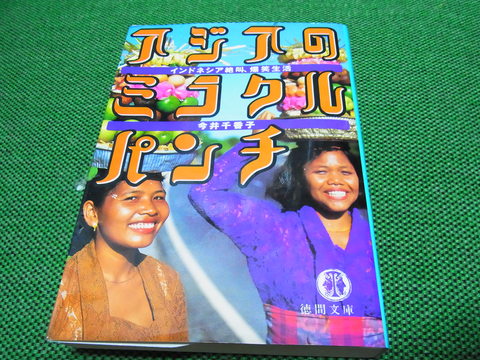 アジアの
インドネシア絶叫、爆笑生活
ミラクル
今井千香子
パンチ
徳間文庫